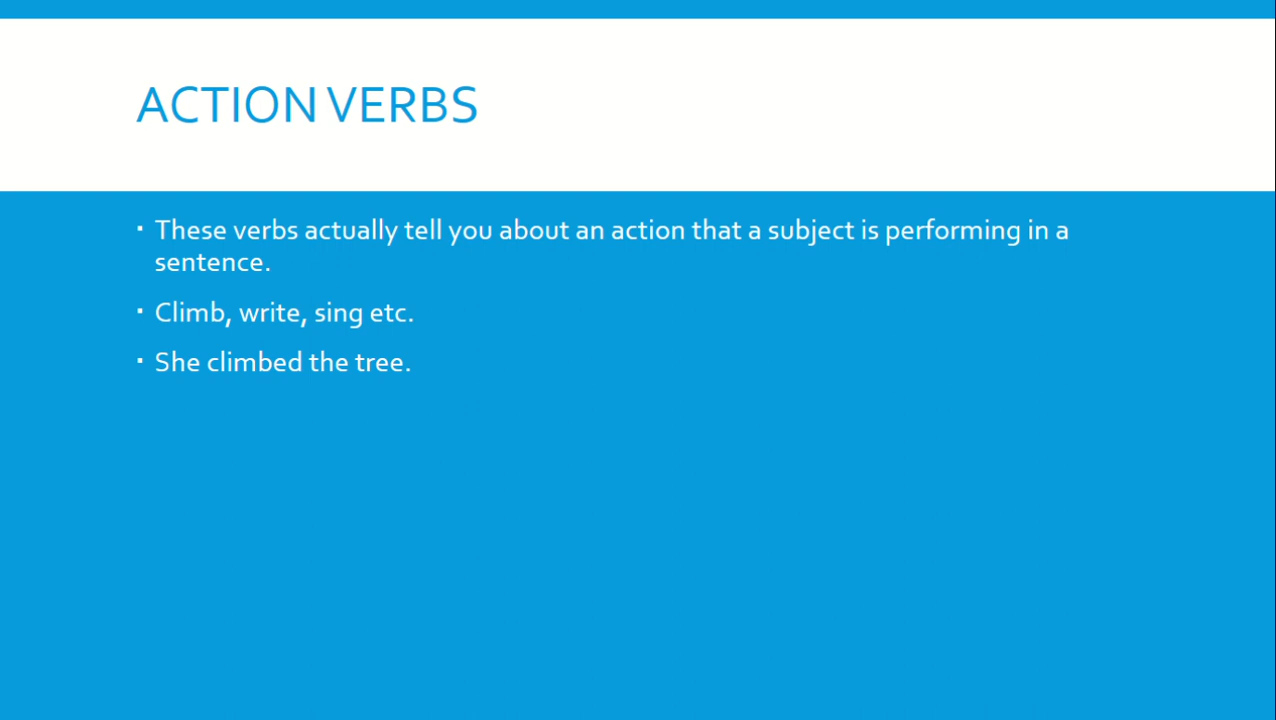 ACTION VERBS
▪ These verbs actually tell you about an action that a subject is performing in a
sentence.
▪ Climb, write, sing etc.
▪ She climbed the tree.